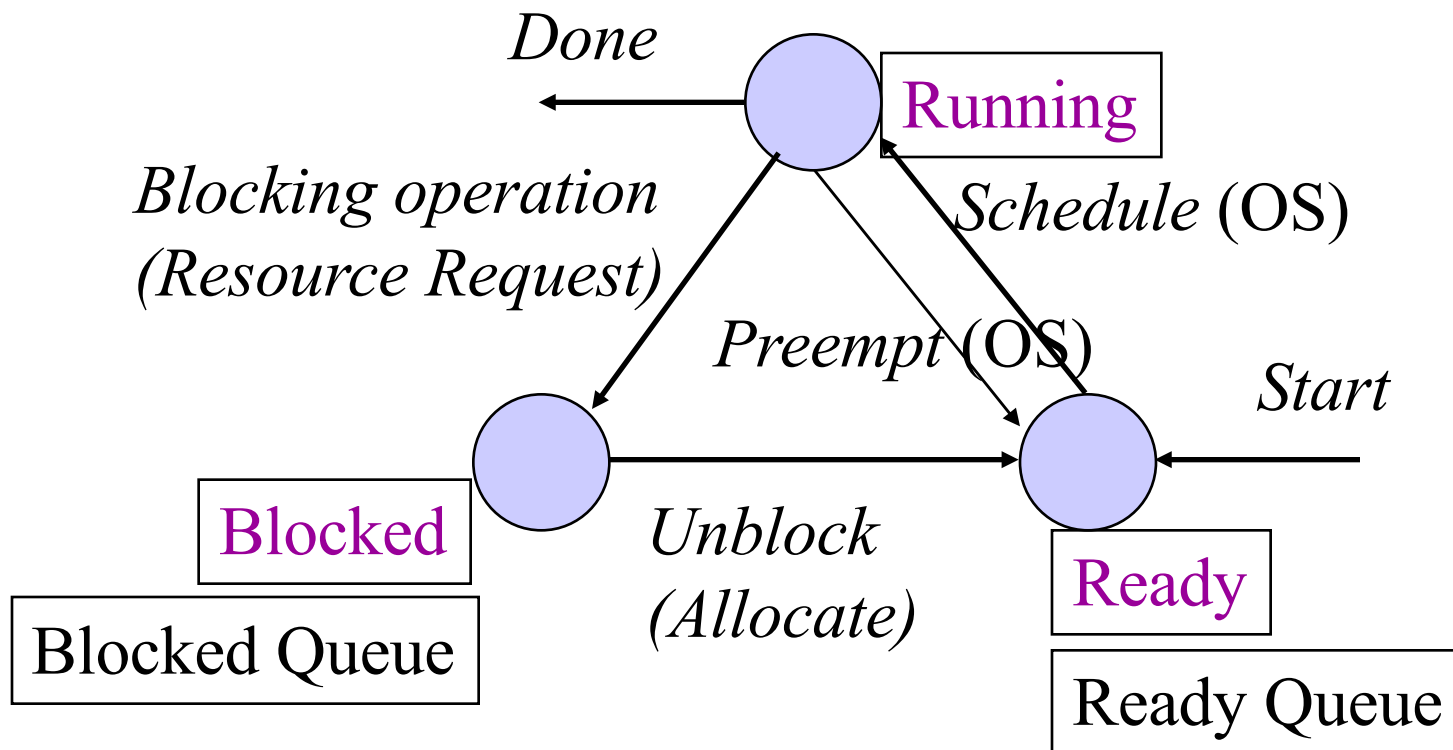 Done
Running
Blocking operation
(Resource Request)
Schedule (OS)
Preempt (OS)
Start
Blocked
Unblock
(Allocate)
Ready
Blocked Queue
Ready Queue